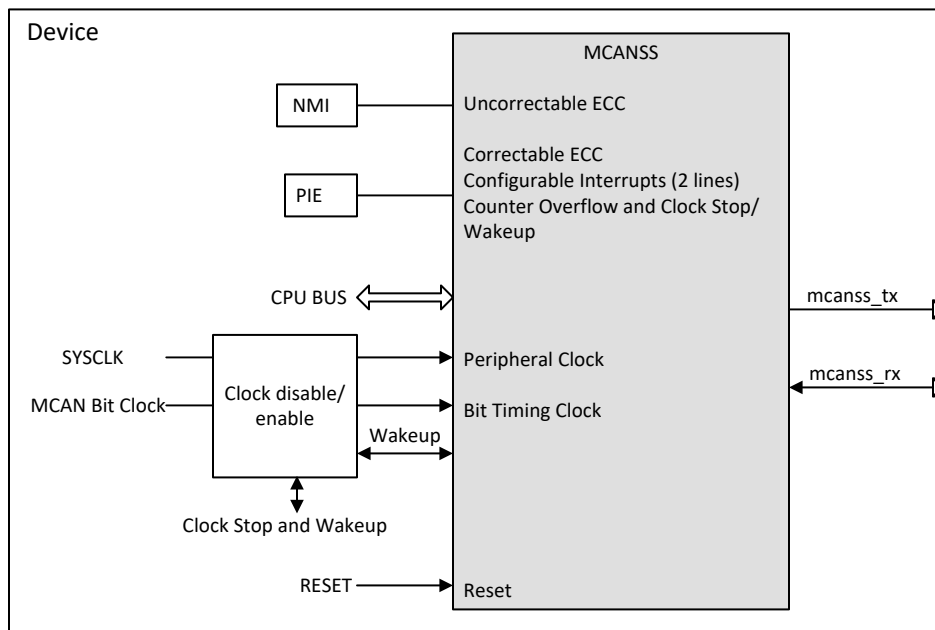 Device
MCANSS
NMI
Uncorrectable ECC
Correctable ECC
Configurable Interrupts (2 lines)
Counter Overflow and Clock Stop/
Wakeup
PIE
CPU BUS
mcanss_tx
SYSCLK
Peripheral Clock
mcanss_rx
MCAN Bit Clock
Clock disable/
enable
Bit Timing Clock
Wakeup
Clock Stop and Wakeup
RESET
Reset